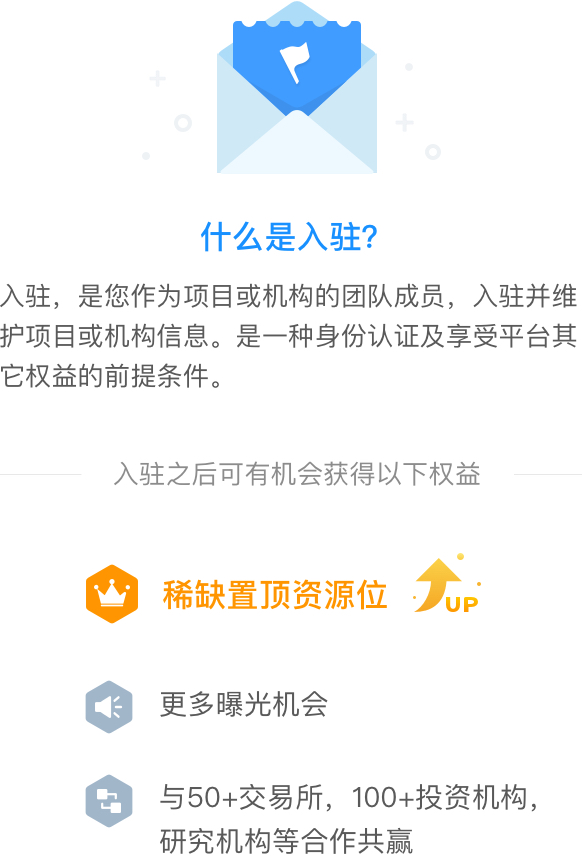 什么是入驻?
入驻，是您作为项目或机构的团队成员，入驻并维
护项目或机构信息。是一种身份认证及享受平台其
它权益的前提条件。
入驻之后可有机会获得以下权益
稀缺置顶资源位
UP
更多曝光机会
与50+交易所，100+投资机构，
研究机构等合作共赢